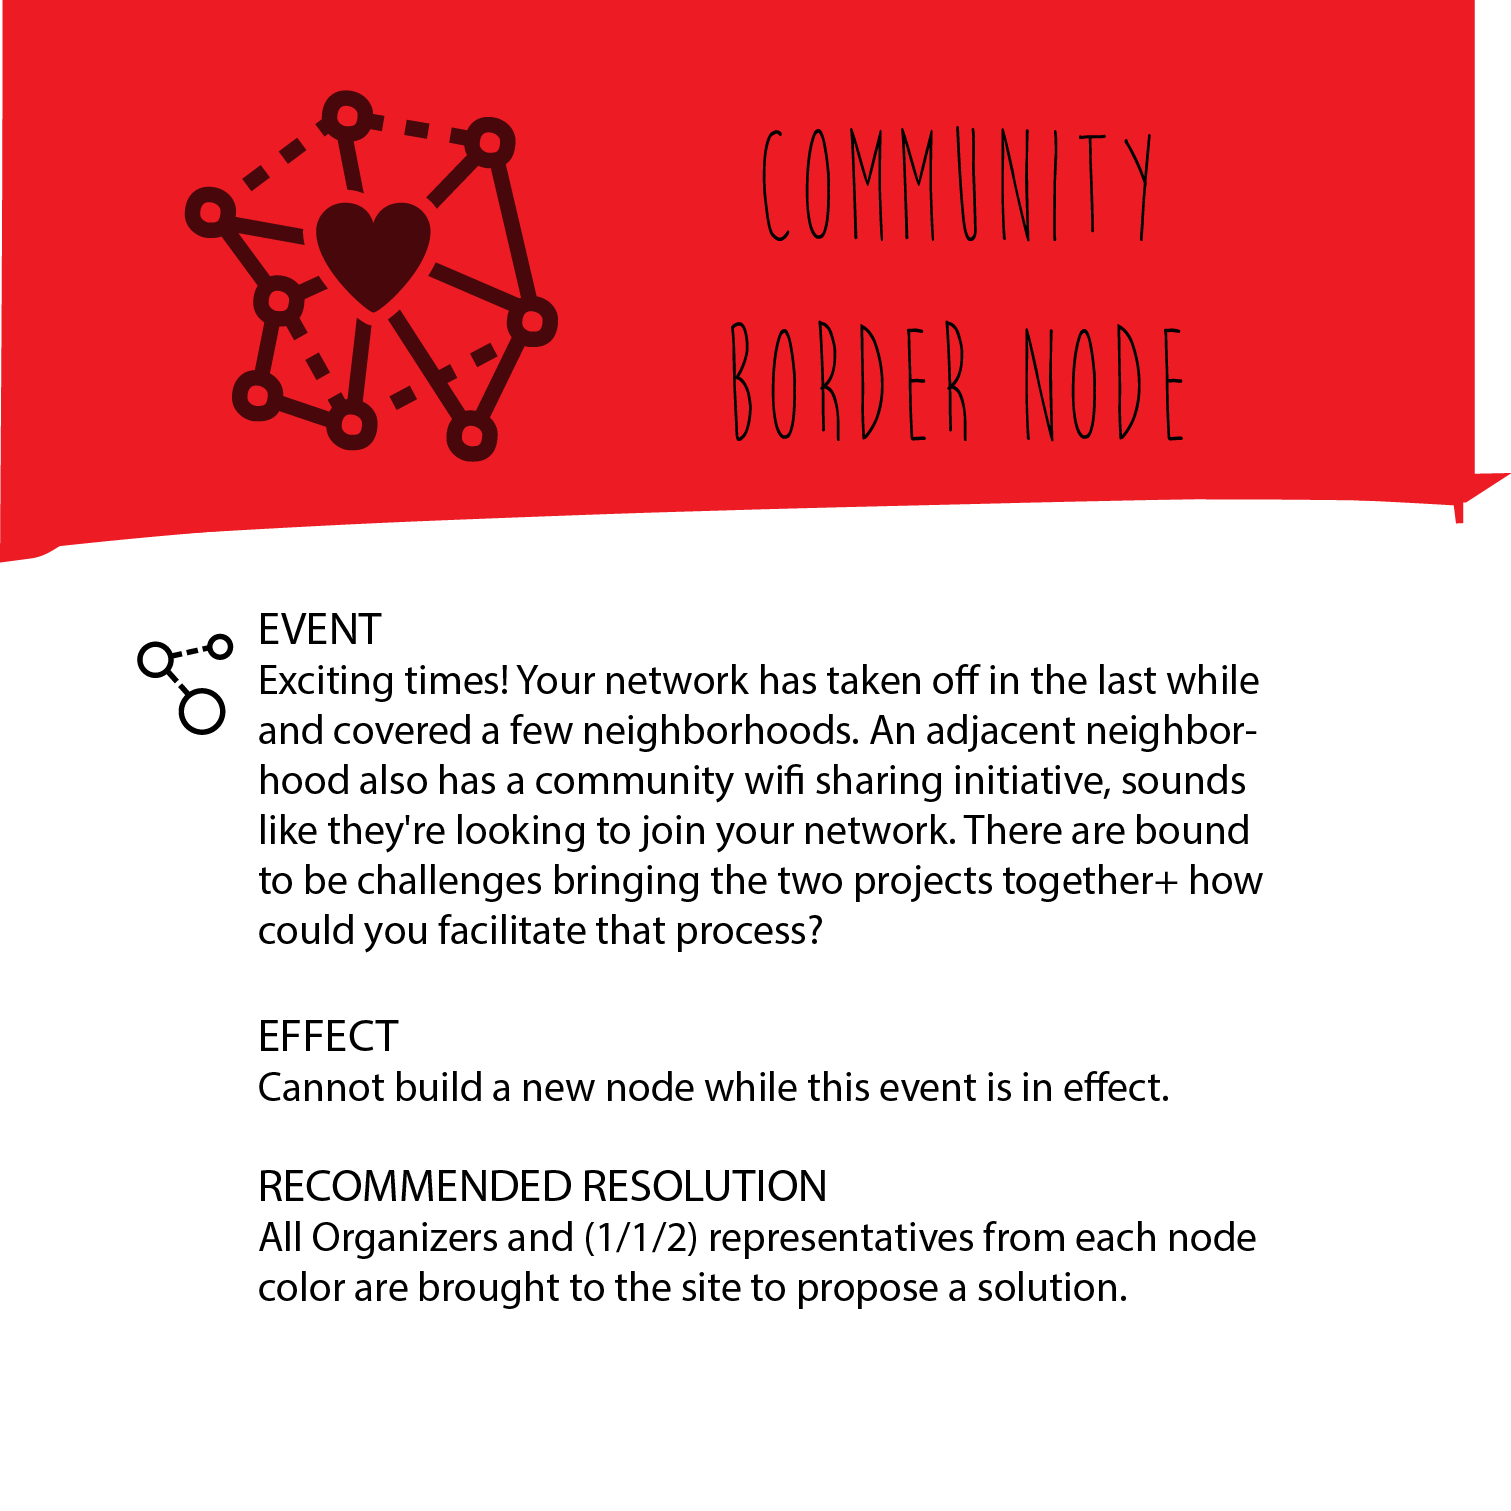 COMMUNITY
BORDER NODE
EVENT
Exciting times! Your network has taken off in the last while
and covered a few neighborhoods. An adjacent neighbor-
hood also has a community wifi sharing initiative, sounds
like they're looking to join your network. There are bound
to be challenges bringing the two projects together+ how
could you facilitate that process?
EFFECT
Cannot build a new node while this event is in effect.
RECOMMENDED RESOLUTION
All Organizers and (1/1/2) representatives from each node
color are brought to the site to propose a solution.